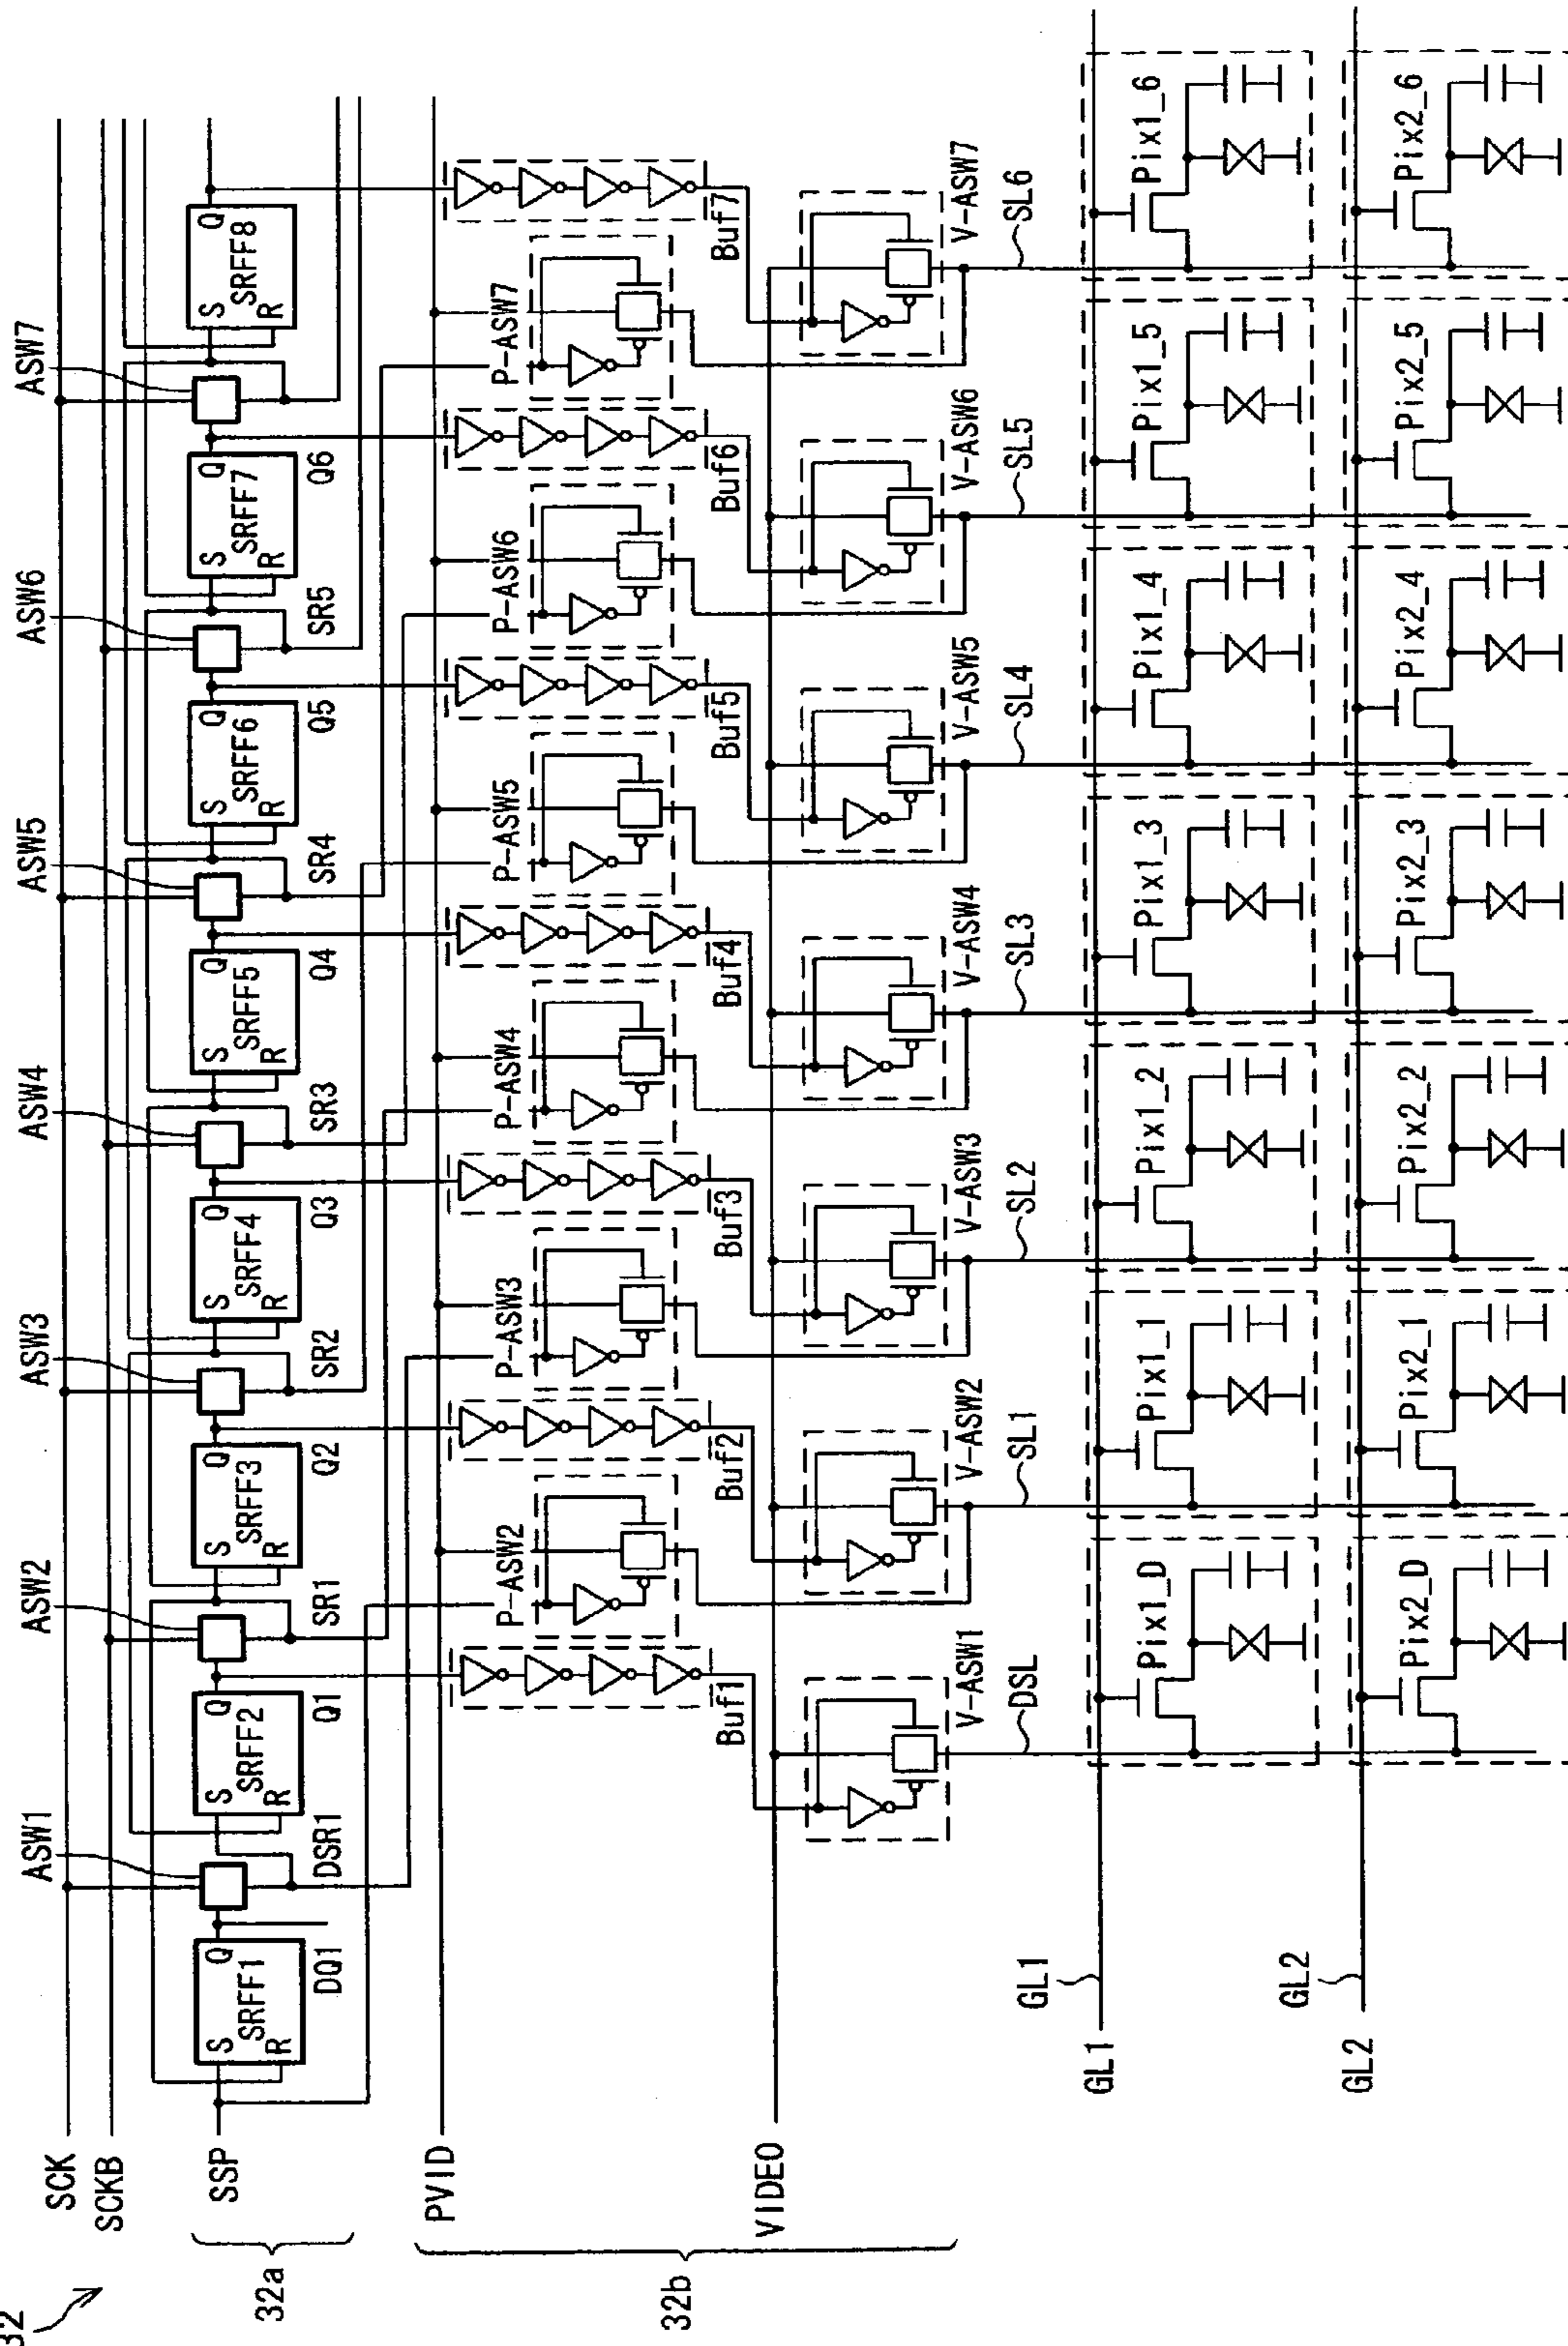 32
ASW1 ASW2 ASW3 ASW4 ASW5 ASW6 ASW7
SCK
SCKB
SSP
S Q S Q S Q S Q S Q S Q S Q S Q
SRFF1 SRFF2 SRFF3 SRFF4 SRFF5 SRFF6 SRFF7 SRFF8
R R R R R R R R
32a
DQ1 DSR1 Q1 SR1 Q2 SR2 Q3 SR3 Q4 SR4 Q5 SR5 Q6
PVID
P-ASW2 P-ASW3 P-ASW4 P-ASW5 P-ASW6 P-ASW7
32b
Buf1 Buf2 Buf3 Buf4 Buf5 Buf6 Buf7
VIDEO
V-ASW1 V-ASW2 V-ASW3 V-ASW4 V-ASW5 V-ASW6 V-ASW7
DSL SL1 SL2 SL3 SL4 SL5 SL6
GL1
GL1
Pix1_D Pix1_1 Pix1_2 Pix1_3 Pix1_4 Pix1_5 Pix1_6
GL2
GL2
Pix2_D Pix2_1 Pix2_2 Pix2_3 Pix2_4 Pix2_5 Pix2_6